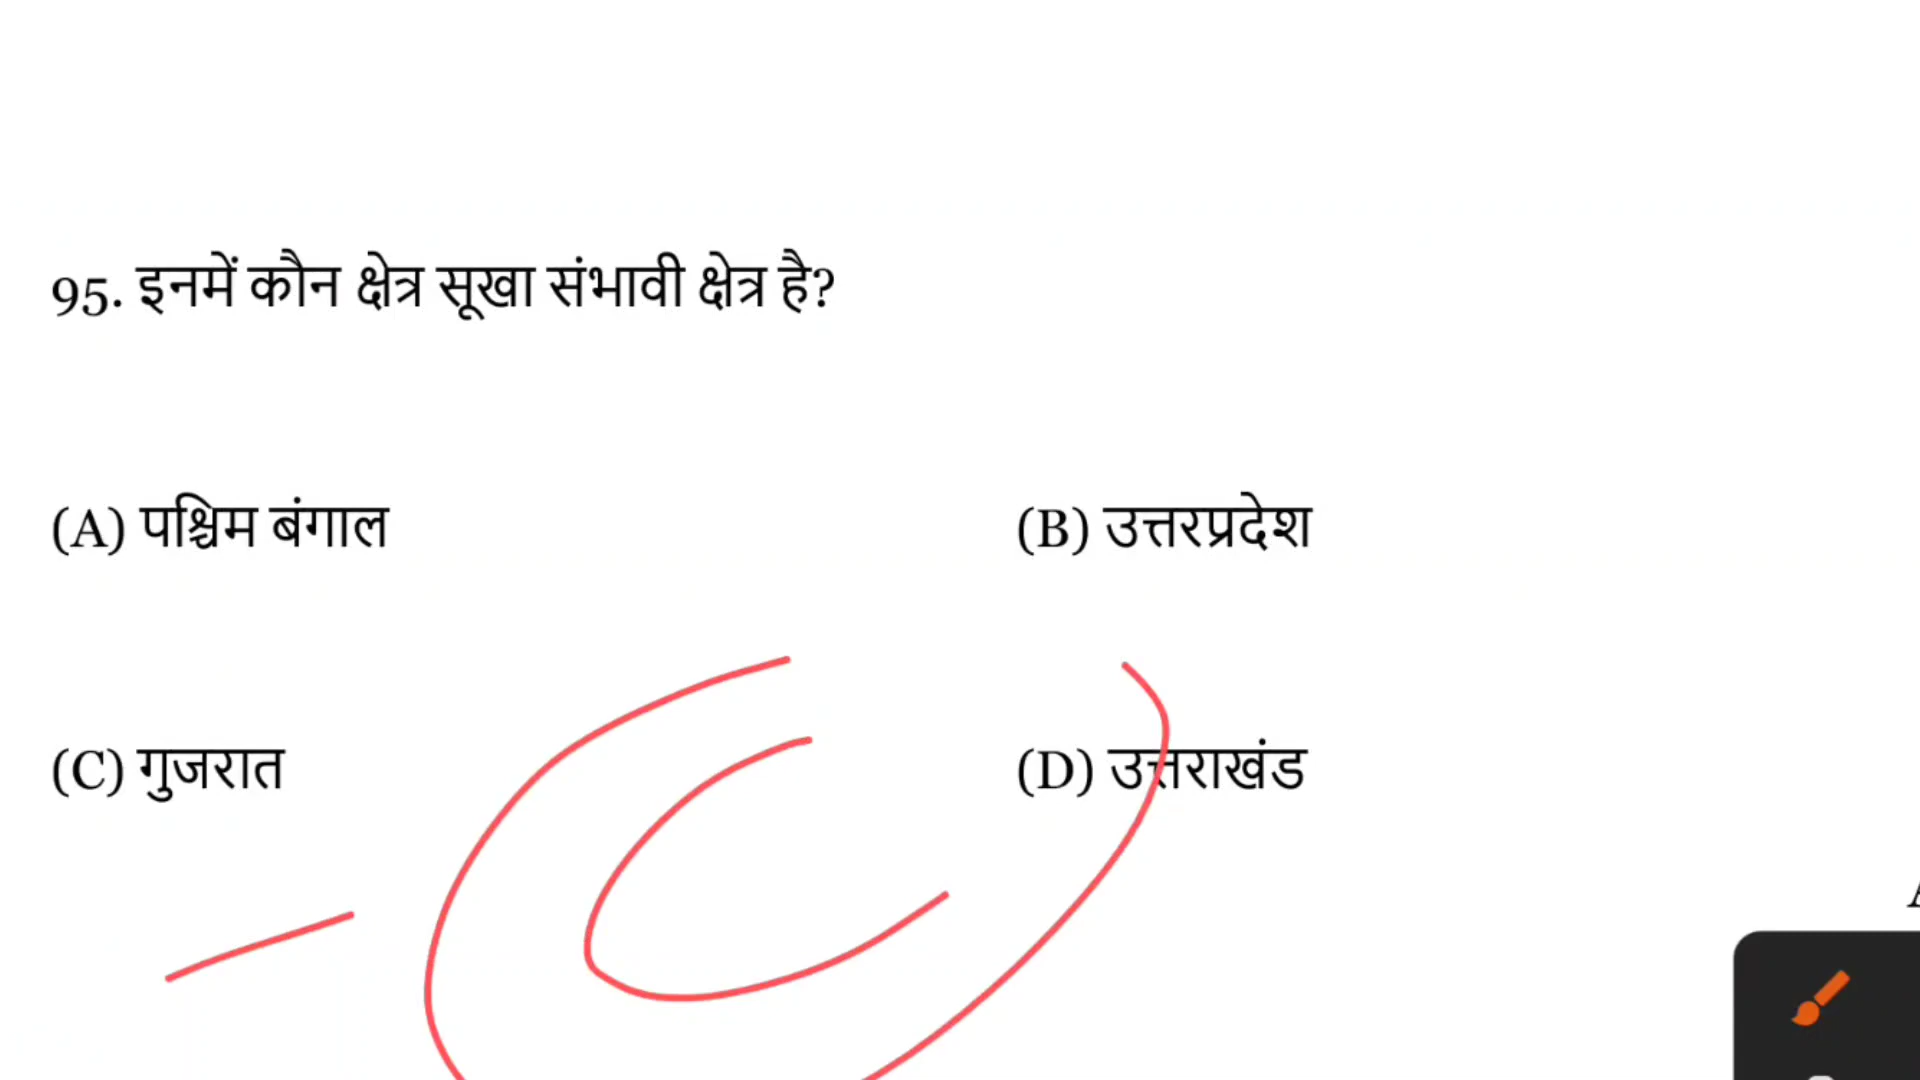 95. इनमें कौन क्षेत्र सूखा संभावी क्षेत्र है?
(A) पश्चिम बंगाल
(B) उत्तरप्रदेश
(C) गुजरात
(D) उत्तराखंड
C